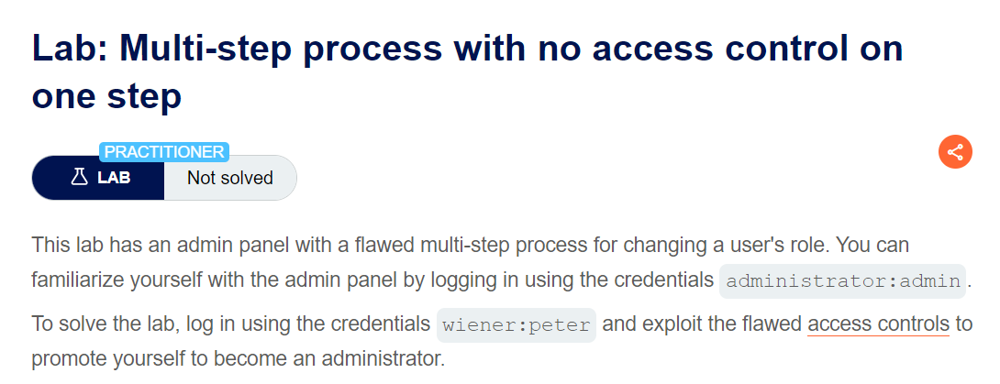 Lab: Multi-step process with no access control on
one step
PRACTITIONER
LAB Not solved
This lab has an admin panel with a flawed multi-step process for changing a user's role. You can
familiarize yourself with the admin panel by logging in using the credentials administrator:admin.
To solve the lab, log in using the credentials wiener:peter and exploit the flawed access controls to
promote yourself to become an administrator.